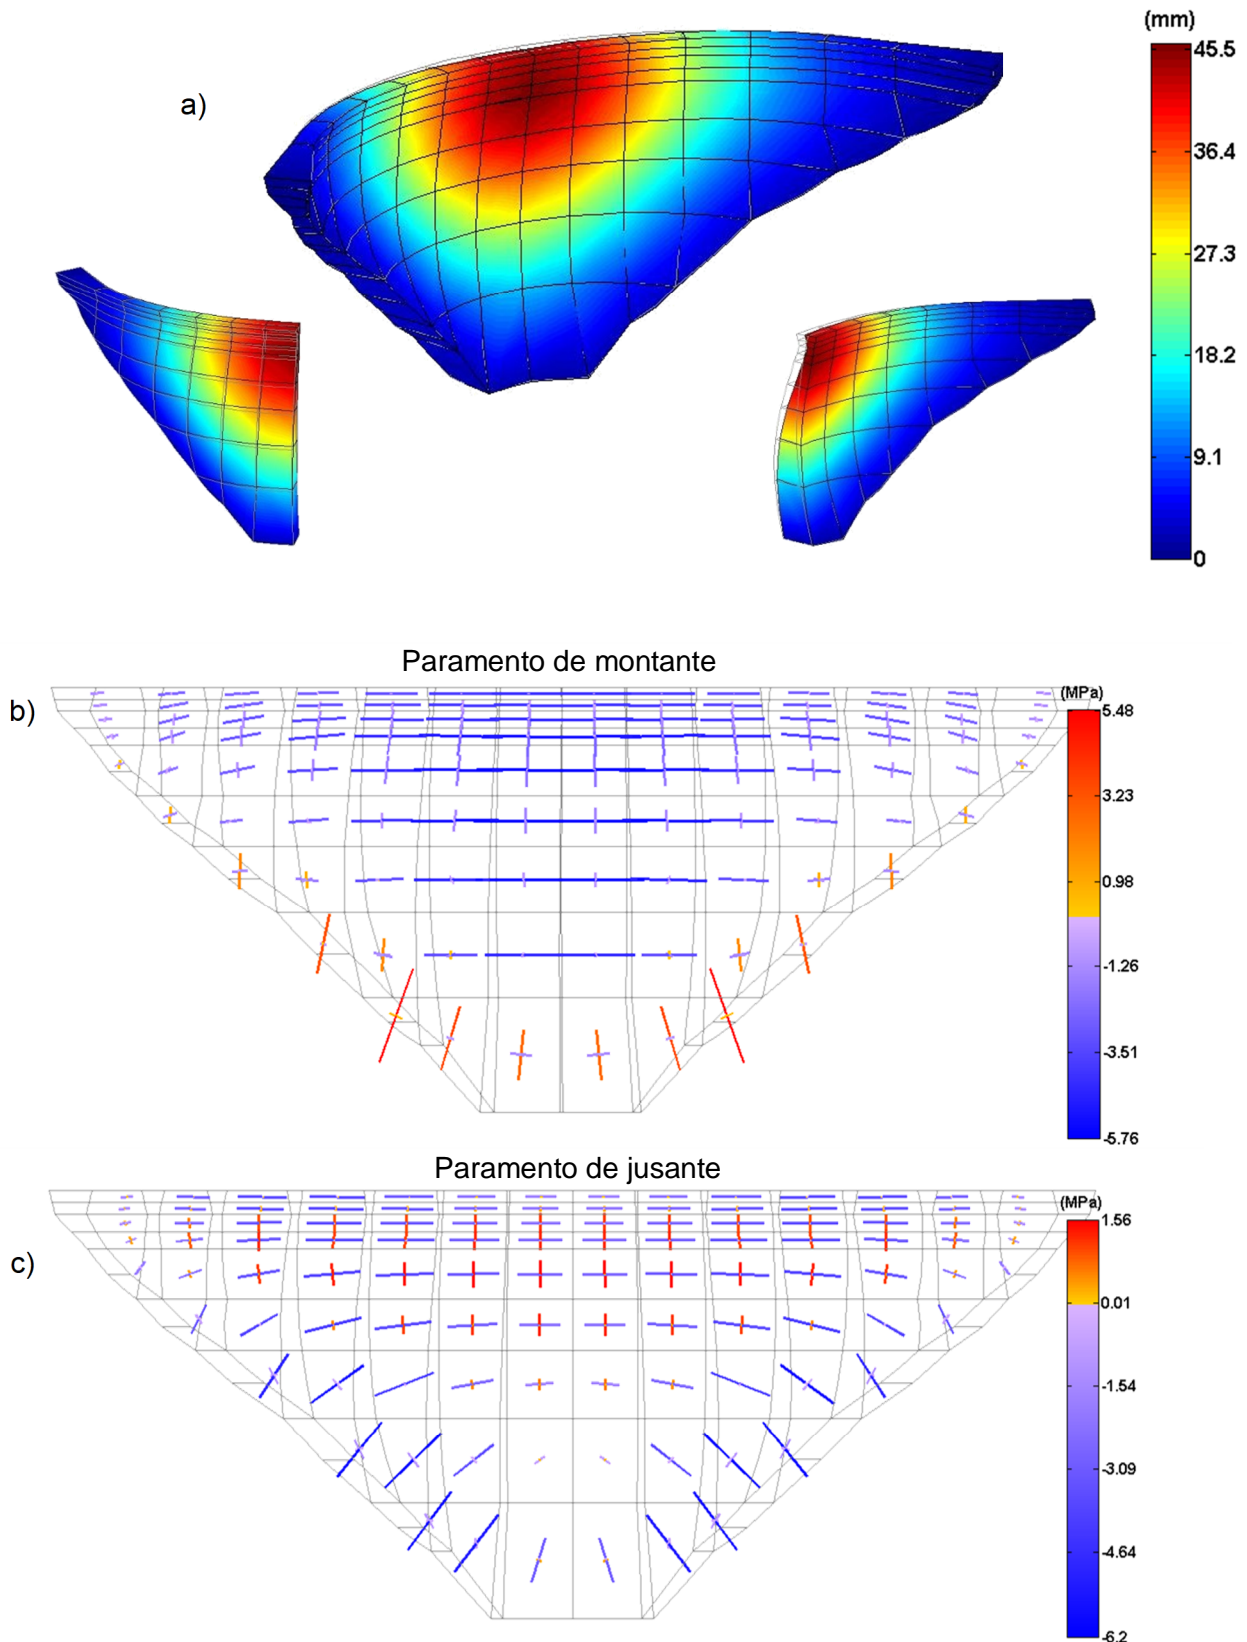 (mm)
a)
45.5
36.4
27.3
18.2
9.1
0
Paramento de montante
b)
(MPa)
5.48
3.23
0.98
-1.26
-3.51
-5.76
Paramento de jusante
c)
(MPa)
1.56
0.01
-1.54
-3.09
-4.64
-6.2